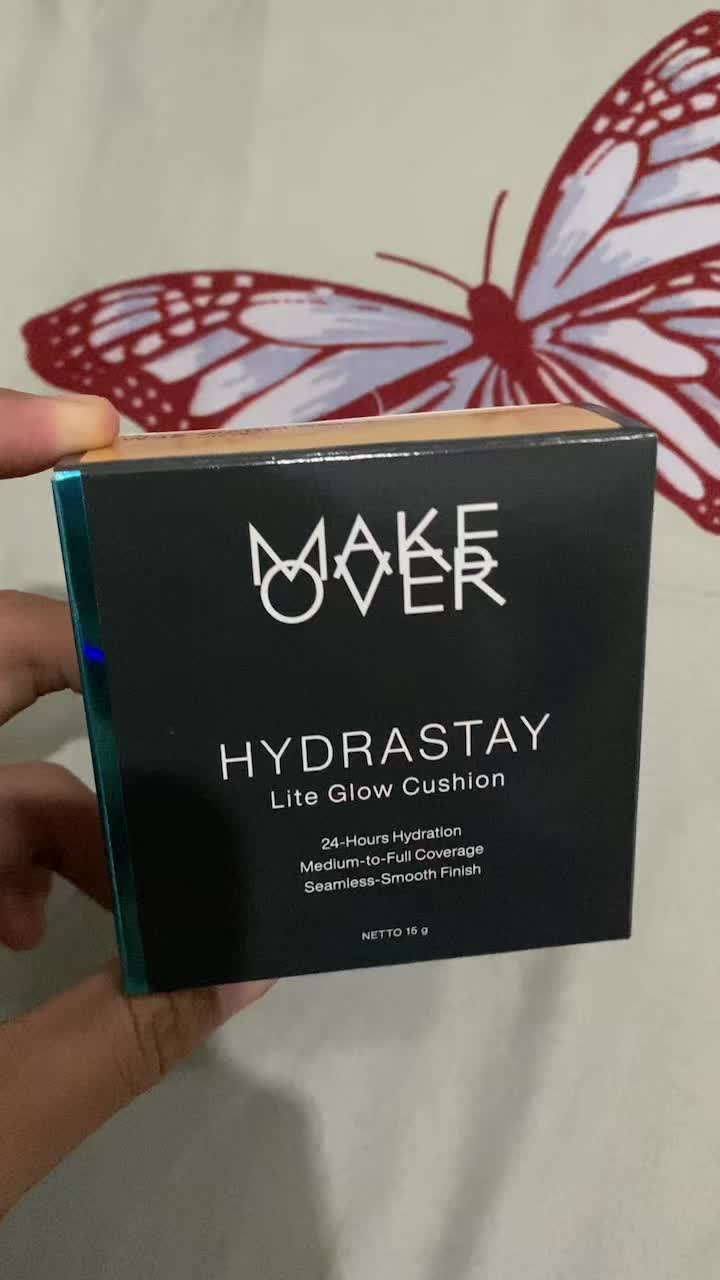 MAKE
OVER
HYDRASTAY
Lite Glow Cushion
24-Hours Hydration
Medium-to-Full Coverage
Seamless-Smooth Finish
NETTO 15 g